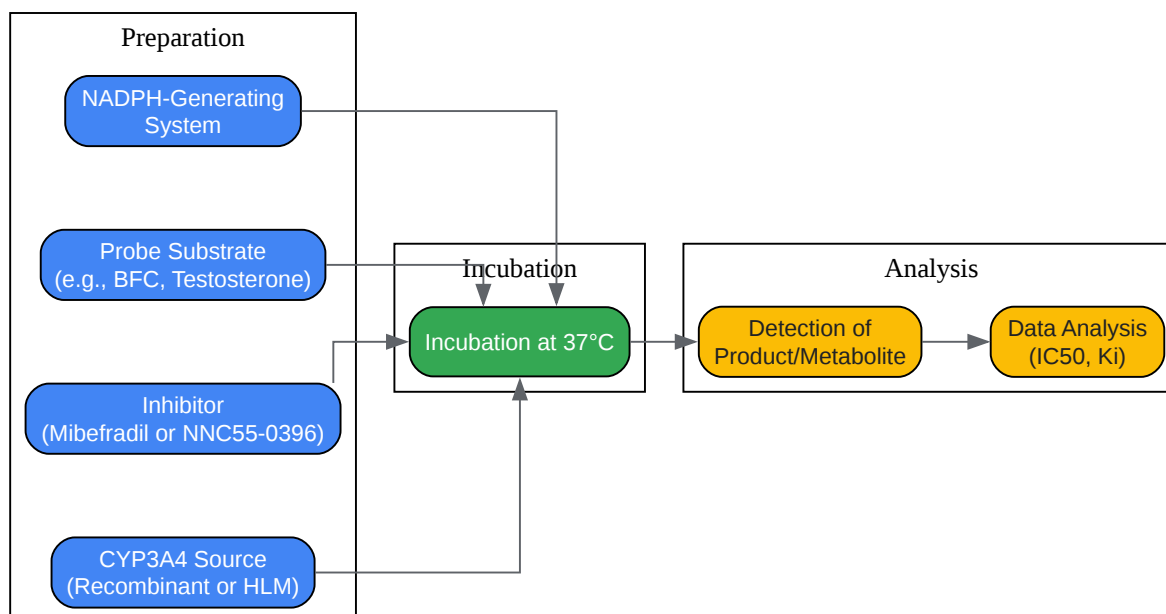 Preparation
NADPH-Generating
System
Probe Substrate
(e.g., BFC, Testosterone)
Inhibitor
(Mibefradil or NNC55-0396)
CYP3A4 Source
(Recombinant or HLM)
Incubation
Incubation at 37°C
Analysis
Detection of
Product/Metabolite
Data Analysis
(IC50, Ki)